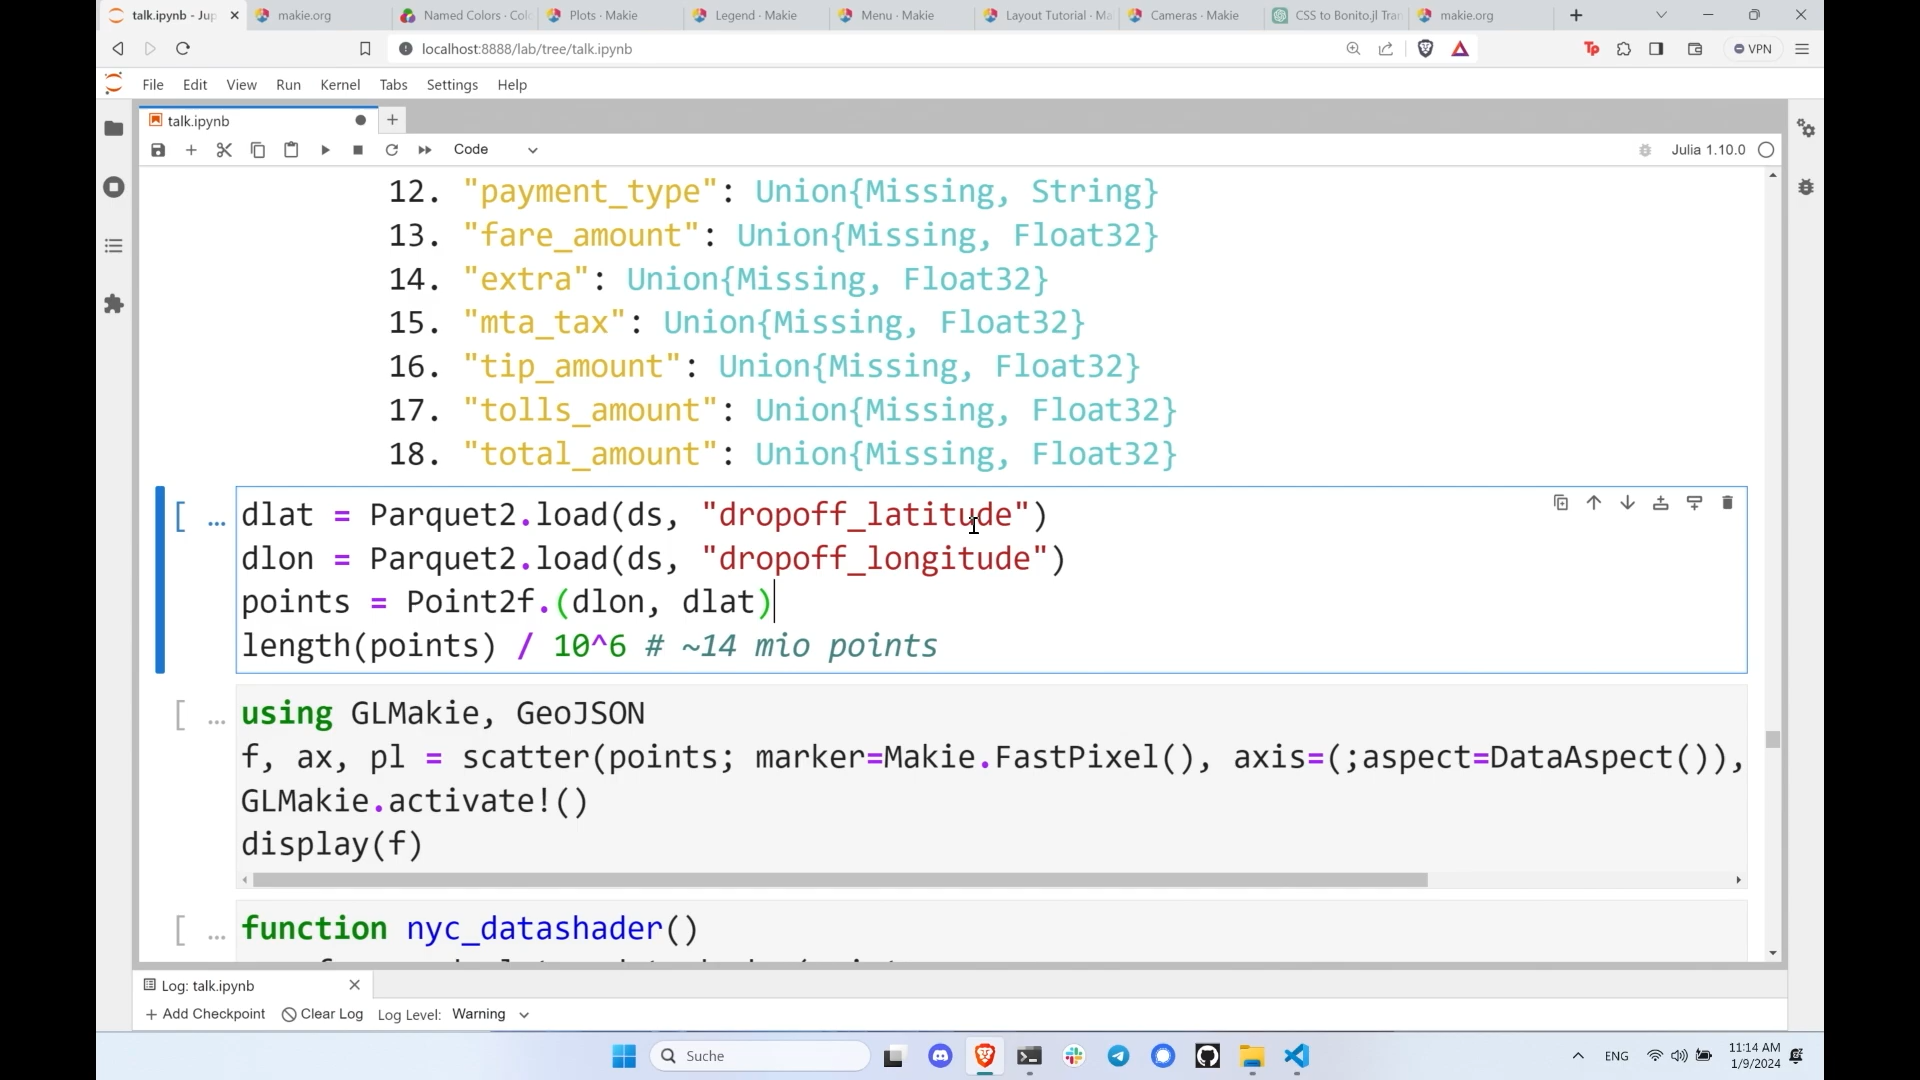 talk.ipynb - Jup
makie.org
Named Colors · Col
Plots · Makie
Legend · Makie
Menu · Makie
Layout Tutorial · Ma
Cameras · Makie
CSS to Bonito.jl Tran
makie.org
localhost:8888/lab/tree/talk.ipynb
Tp
VPN
File Edit View Run Kernel Tabs Settings Help
talk.ipynb
Code
Julia 1.10.0
12. "payment_type": Union{Missing, String}
13. "fare_amount": Union{Missing, Float32}
14. "extra": Union{Missing, Float32}
15. "mta_tax": Union{Missing, Float32}
16. "tip_amount": Union{Missing, Float32}
17. "tolls_amount": Union{Missing, Float32}
18. "total_amount": Union{Missing, Float32}
[ … dlat = Parquet2.load(ds, "dropoff_latitude")
dlon = Parquet2.load(ds, "dropoff_longitude")
points = Point2f.(dlon, dlat)
length(points) / 10^6 # ~14 mio points
[ … using GLMakie, GeoJSON
f, ax, pl = scatter(points; marker=Makie.FastPixel(), axis=(;aspect=DataAspect()),
GLMakie.activate!()
display(f)
[ … function nyc_datashader()
Log: talk.ipynb
+ Add Checkpoint Clear Log Log Level: Warning
Suche
ENG
11:14 AM
1/9/2024